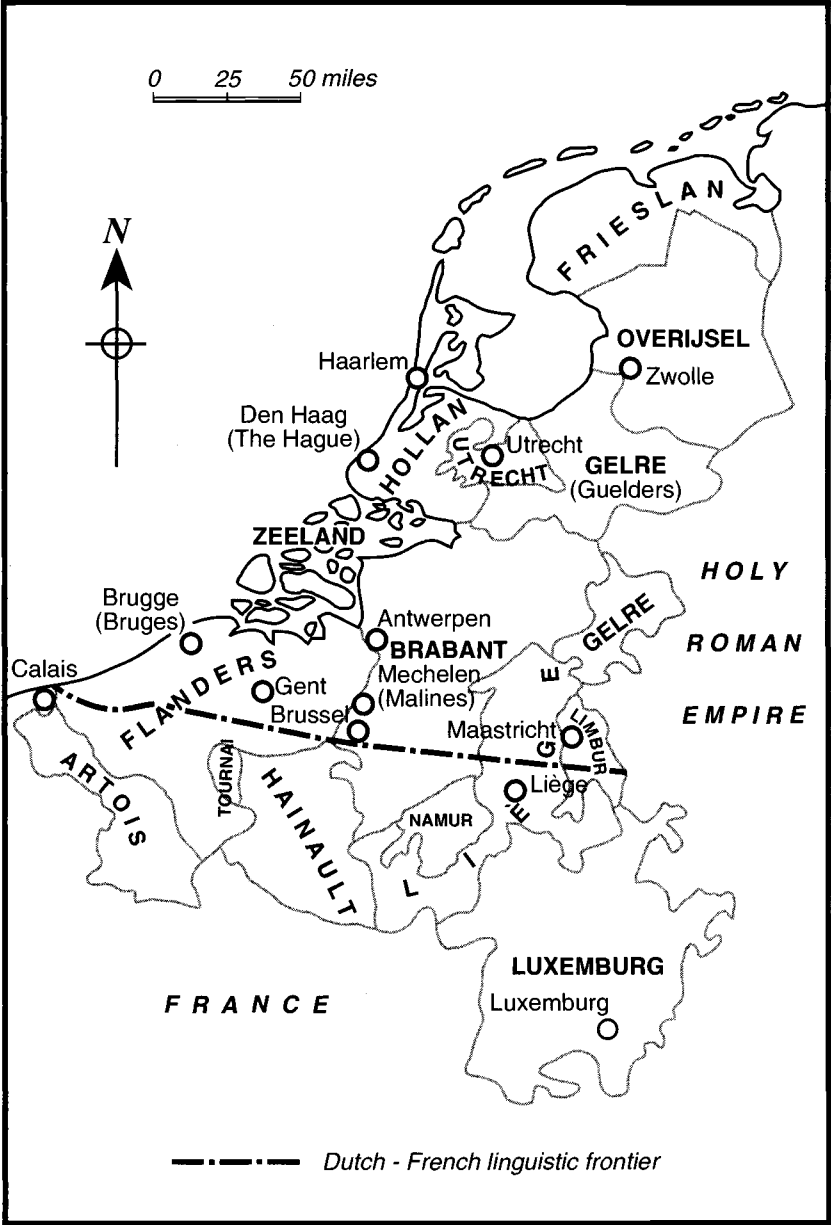 0 25 50 miles
N
FRIESLAN
OVERIJSEL
Zwolle
Haarlem
Den Haag
(The Hague)
HOLLAN
UTRECHT
Utrecht
GELRE
(Guelders)
ZEELAND
HOLY
ROMAN
EMPIRE
GELRE
Brugge
(Bruges)
Antwerpen
BRABANT
Mechelen
(Malines)
Calais
FLANDERS
Gent
Brussel
Maastricht
LIMBUR
Liège
LIÉGE
ARTOIS
TOURNAI
HAINAULT
NAMUR
LUXEMBURG
Luxemburg
FRANCE
Dutch - French linguistic frontier